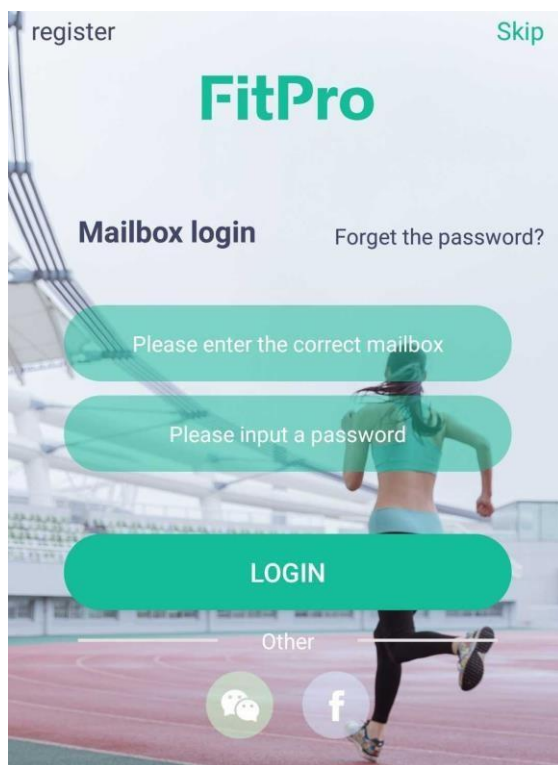 register
Skip
FitPro
Mailbox login
Forget the password?
Please enter the correct mailbox
Please input a password
LOGIN
Other
f